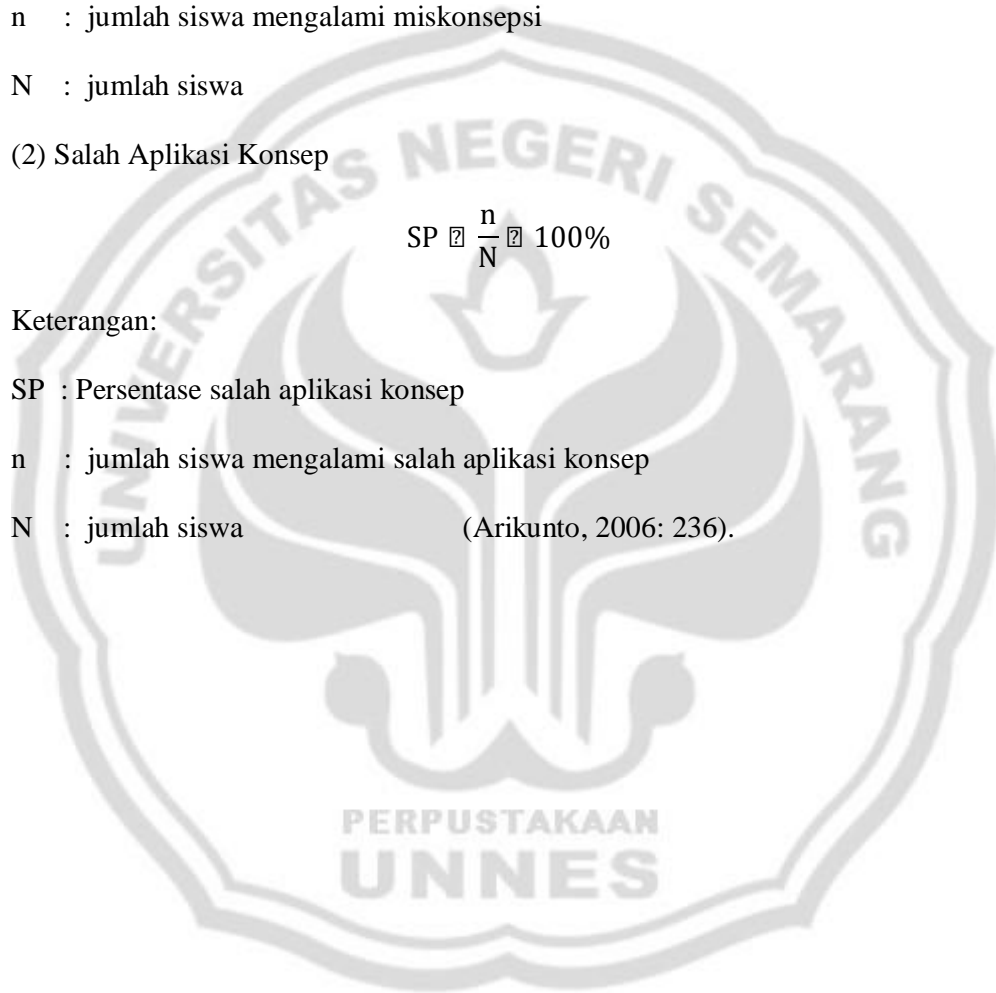 n : jumlah siswa mengalami miskonsepsi
N : jumlah siswa
(2) Salah Aplikasi Konsep
SP ⍰ n/N ⍰ 100%
Keterangan:
SP : Persentase salah aplikasi konsep
n : jumlah siswa mengalami salah aplikasi konsep
N : jumlah siswa (Arikunto, 2006: 236).
UNIVERSITAS NEGERI SEMARANG
PERPUSTAKAAN
UNNES